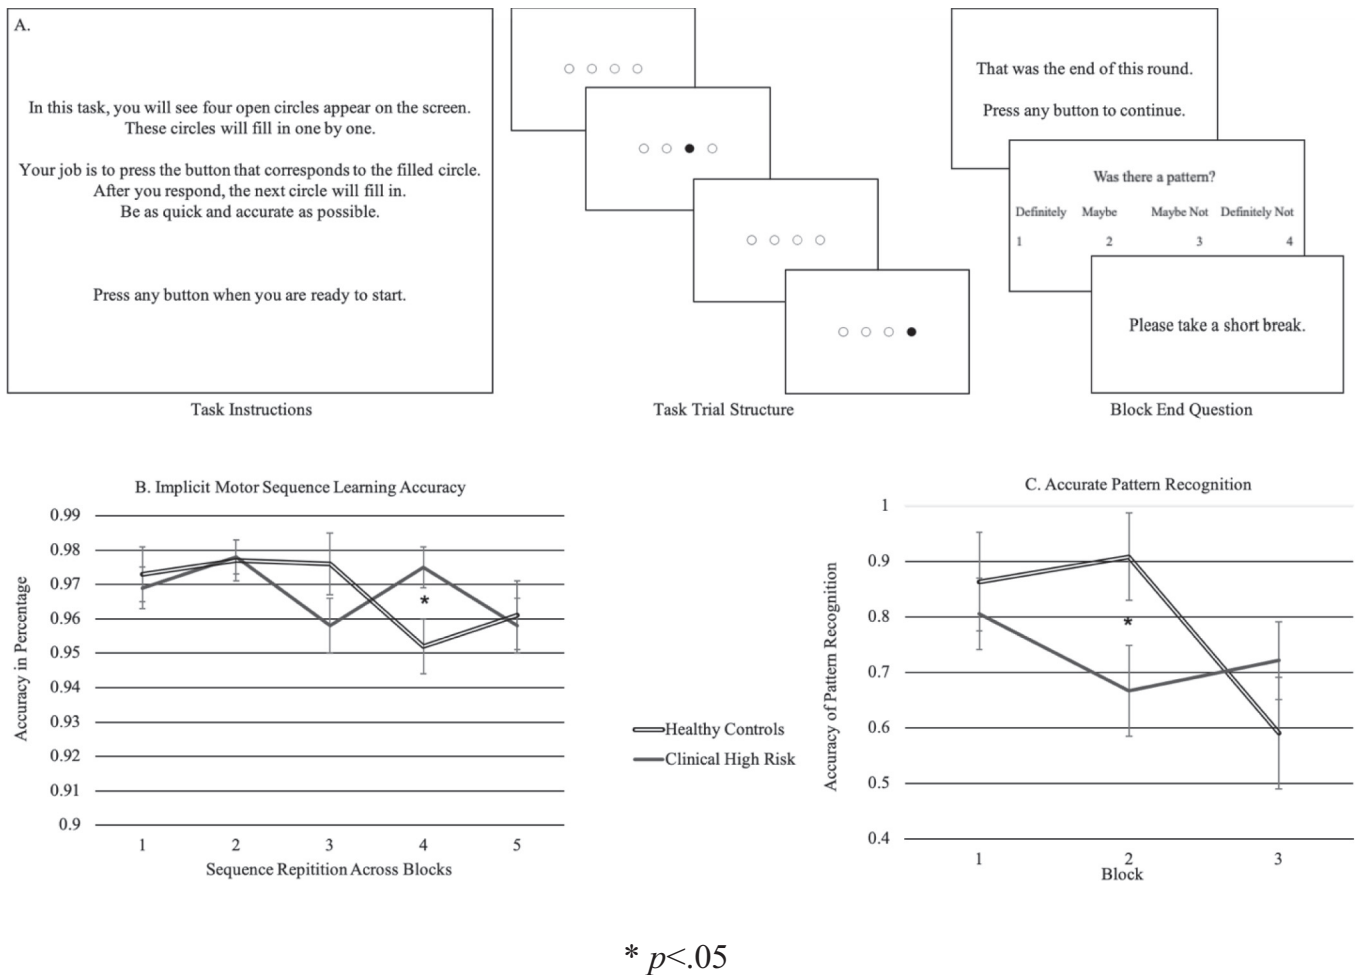 A.
In this task, you will see four open circles appear on the screen.
These circles will fill in one by one.
Your job is to press the button that corresponds to the filled circle.
After you respond, the next circle will fill in.
Be as quick and accurate as possible.
Press any button when you are ready to start.
Task Instructions
Task Trial Structure
That was the end of this round.
Press any button to continue.
Was there a pattern?
Definitely Maybe Maybe Not Definitely Not
1 2 3 4
Please take a short break.
Block End Question
B. Implicit Motor Sequence Learning Accuracy
Accuracy in Percentage
0.99
0.98
0.97
0.96
0.95
0.94
0.93
0.92
0.91
0.9
*
1 2 3 4 5
Sequence Repitition Across Blocks
Healthy Controls
Clinical High Risk
C. Accurate Pattern Recognition
Accuracy of Pattern Recognition
1
0.9
0.8
0.7
0.6
0.5
0.4
*
1 2 3
Block
* p<.05